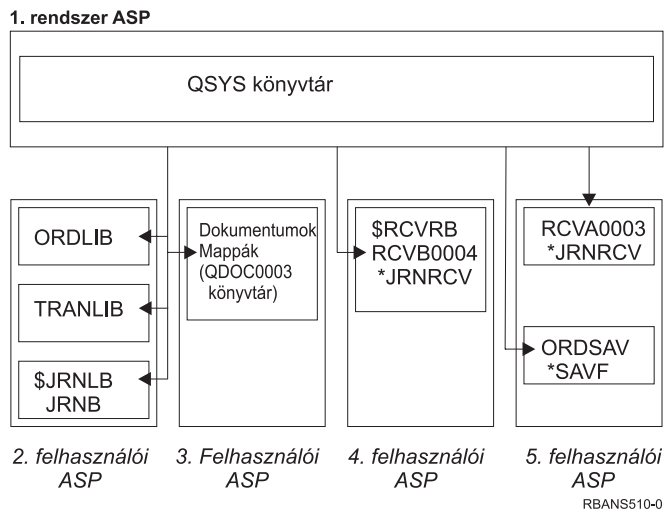 1. rendszer ASP
QSYS könyvtár
ORDLIB
TRANLIB
$JRNLB
JRNB
Dokumentumok
Mappák
(QDOC0003
könyvtár)
$RCVRB
RCVB0004
*JRNRCV
RCVA0003
*JRNRCV
ORDSAV
*SAVF
2. felhasználói
ASP
3. Felhasználói
ASP
4. felhasználói
ASP
5. felhasználói
ASP
RBANS510-0